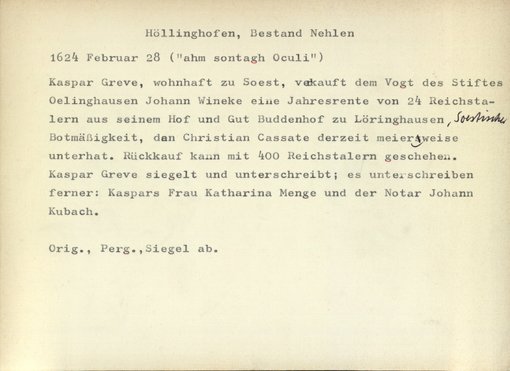 Höllinghofen, Bestand Nehlen
1624 Februar 28 ("ahm sontagh Oculi")
Kaspar Greve, wohnhaft zu Soest, vekauft dem Vogt des Stiftes
Oelinghausen Johann Wineke eine Jahresrente von 24 Reichsta-
lern aus seinem Hof und Gut Buddenhof zu Löringhausen, Soestischer
Botmäßigkeit, dan Christian Cassate derzeit meiersweise
unterhat. Rückkauf kann mit 400 Reichstalern geschehen.
Kaspar Greve siegelt und unterschreibt; es unterschreiben
ferner: Kaspars Frau Katharina Menge und der Notar Johann
Kubach.
Orig., Perg.,Siegel ab.